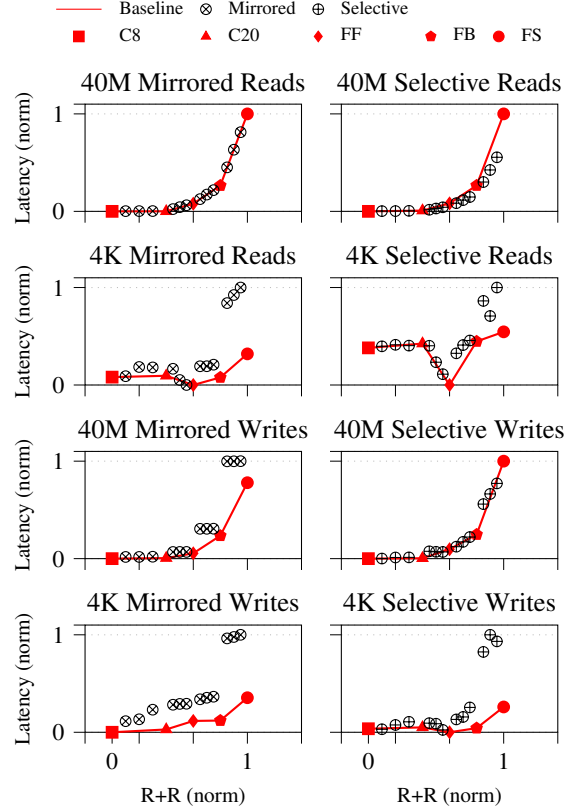 Baseline Mirrored Selective
C8 C20 FF FB FS
40M Mirrored Reads 40M Selective Reads
Latency (norm) 1 0
4K Mirrored Reads 4K Selective Reads
Latency (norm) 1 0
40M Mirrored Writes 40M Selective Writes
Latency (norm) 1 0
4K Mirrored Writes 4K Selective Writes
Latency (norm) 1 0
0 1 0 1
R+R (norm) R+R (norm)